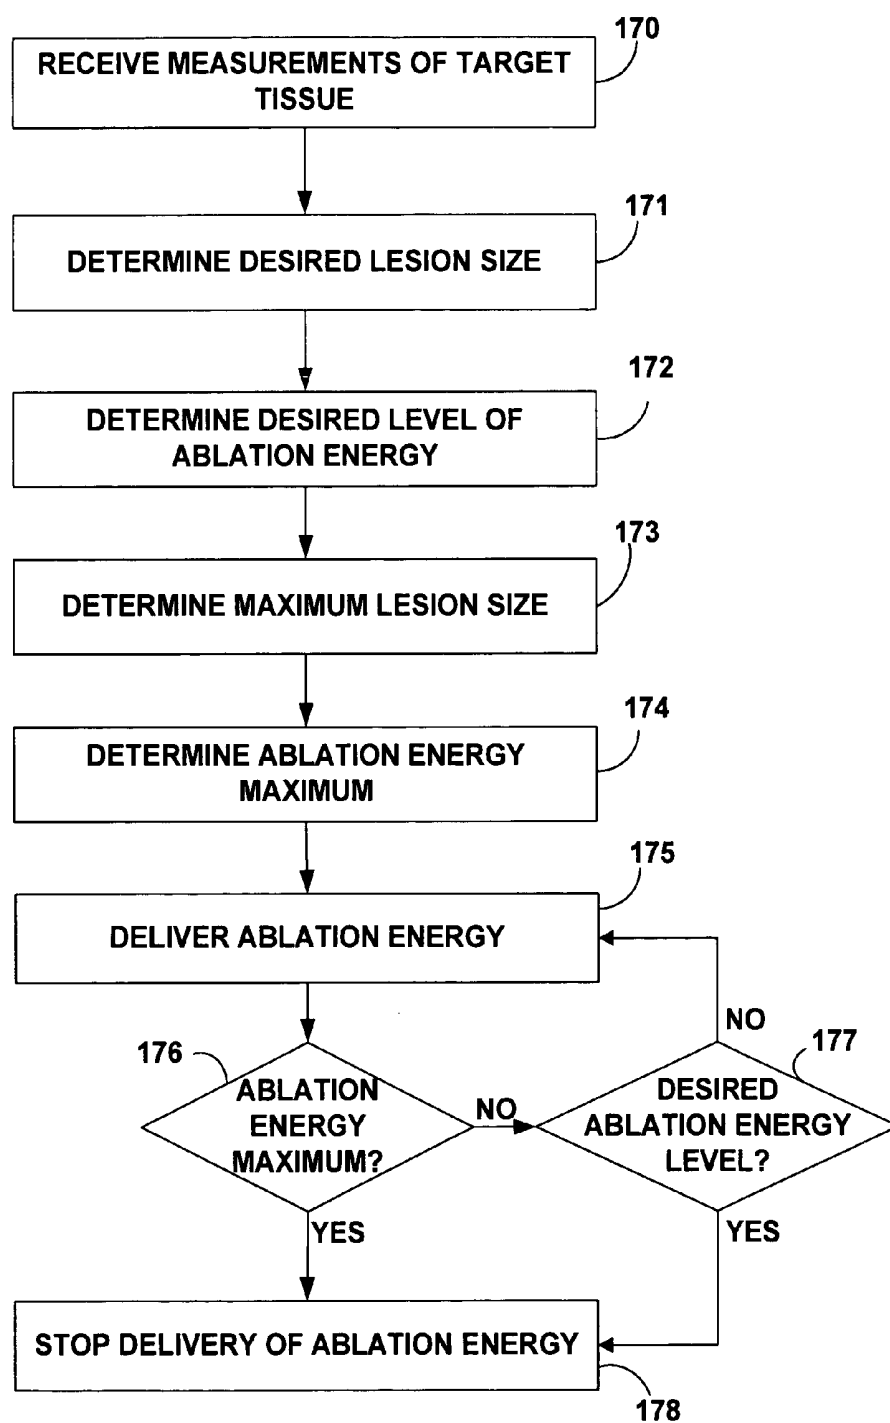 170
RECEIVE MEASUREMENTS OF TARGET
TISSUE
171
DETERMINE DESIRED LESION SIZE
172
DETERMINE DESIRED LEVEL OF
ABLATION ENERGY
173
DETERMINE MAXIMUM LESION SIZE
174
DETERMINE ABLATION ENERGY
MAXIMUM
175
DELIVER ABLATION ENERGY
176
ABLATION
ENERGY
MAXIMUM?
NO
YES
177
DESIRED
ABLATION ENERGY
LEVEL?
NO
YES
STOP DELIVERY OF ABLATION ENERGY
178